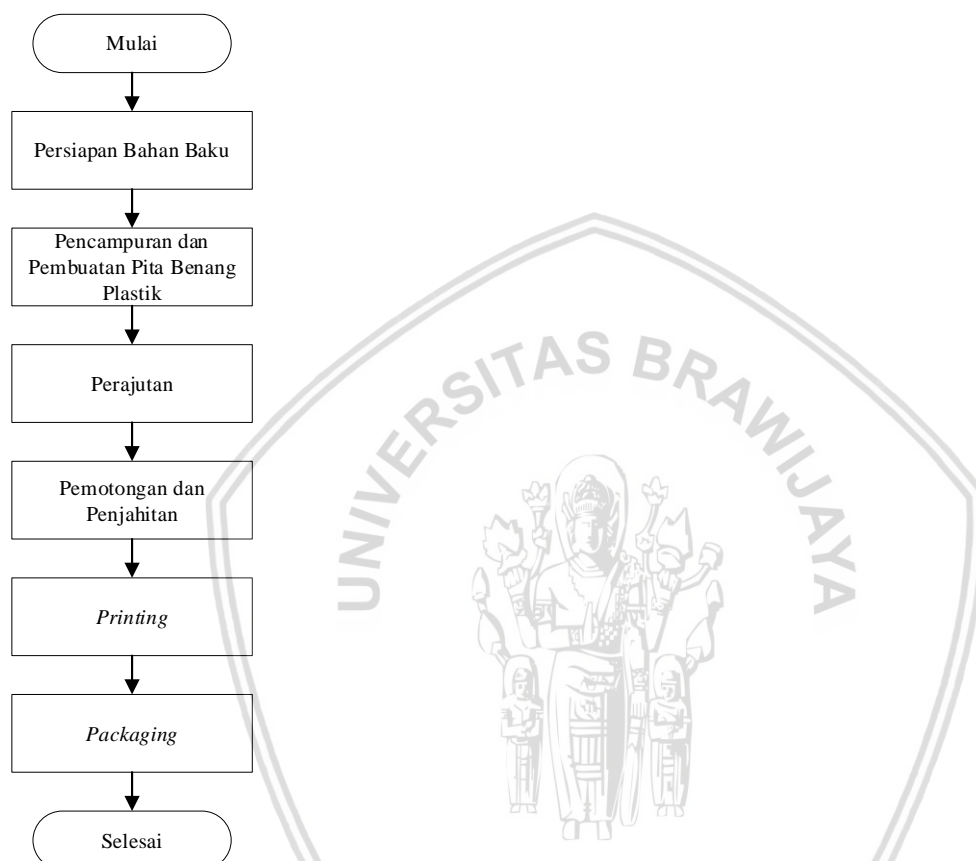 Mulai
Persiapan Bahan Baku
Pencampuran dan
Pembuatan Pita Benang
Plastik
Perajutan
Pemotongan dan
Penjahitan
Printing
Packaging
Selesai
UNIVERSITAS BRAWIJAYA